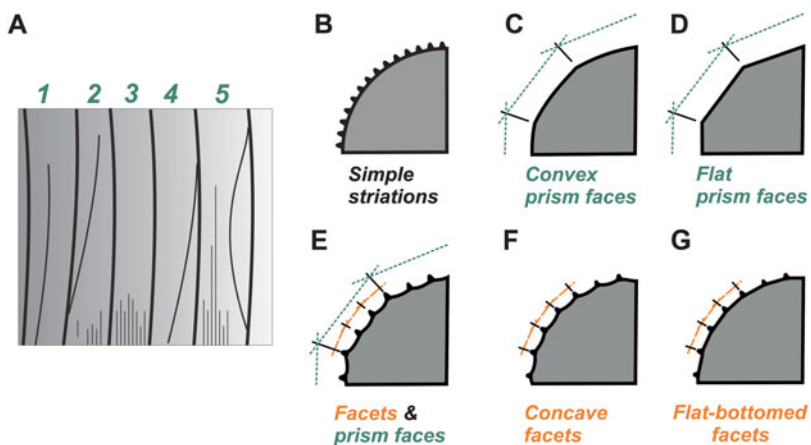 A
1 2 3 4 5
B
Simple
striations
C
Convex
prism faces
D
Flat
prism faces
E
Facets &
prism faces
F
Concave
facets
G
Flat-bottomed
facets